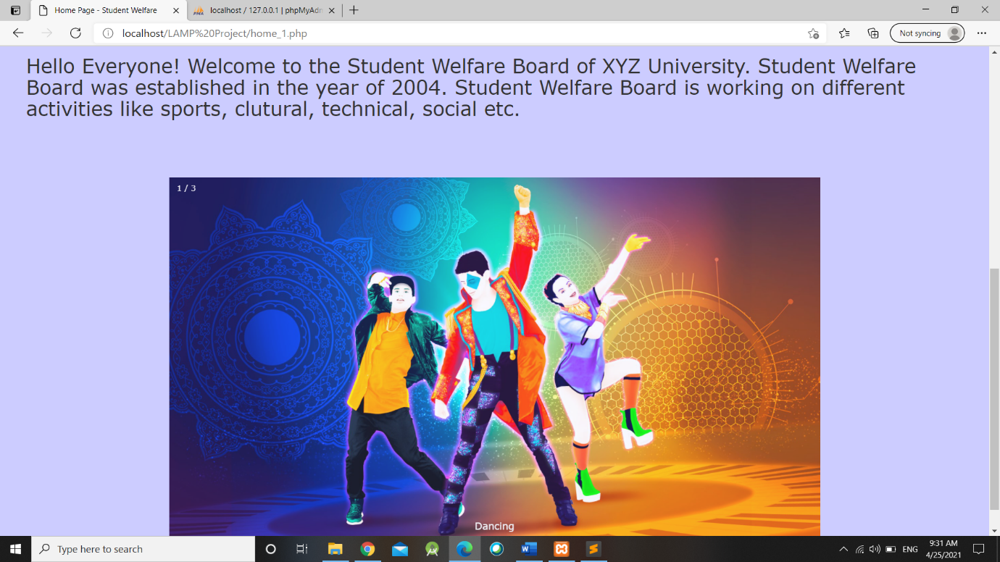 Home Page - Student Welfare
localhost / 127.0.0.1 | phpMyAdn
localhost/LAMP%20Project/home_1.php
Not syncing
Hello Everyone! Welcome to the Student Welfare Board of XYZ University. Student Welfare
Board was established in the year of 2004. Student Welfare Board is working on different
activities like sports, clutural, technical, social etc.
1 / 3
Dancing
Type here to search
ENG
9:31 AM
4/25/2021